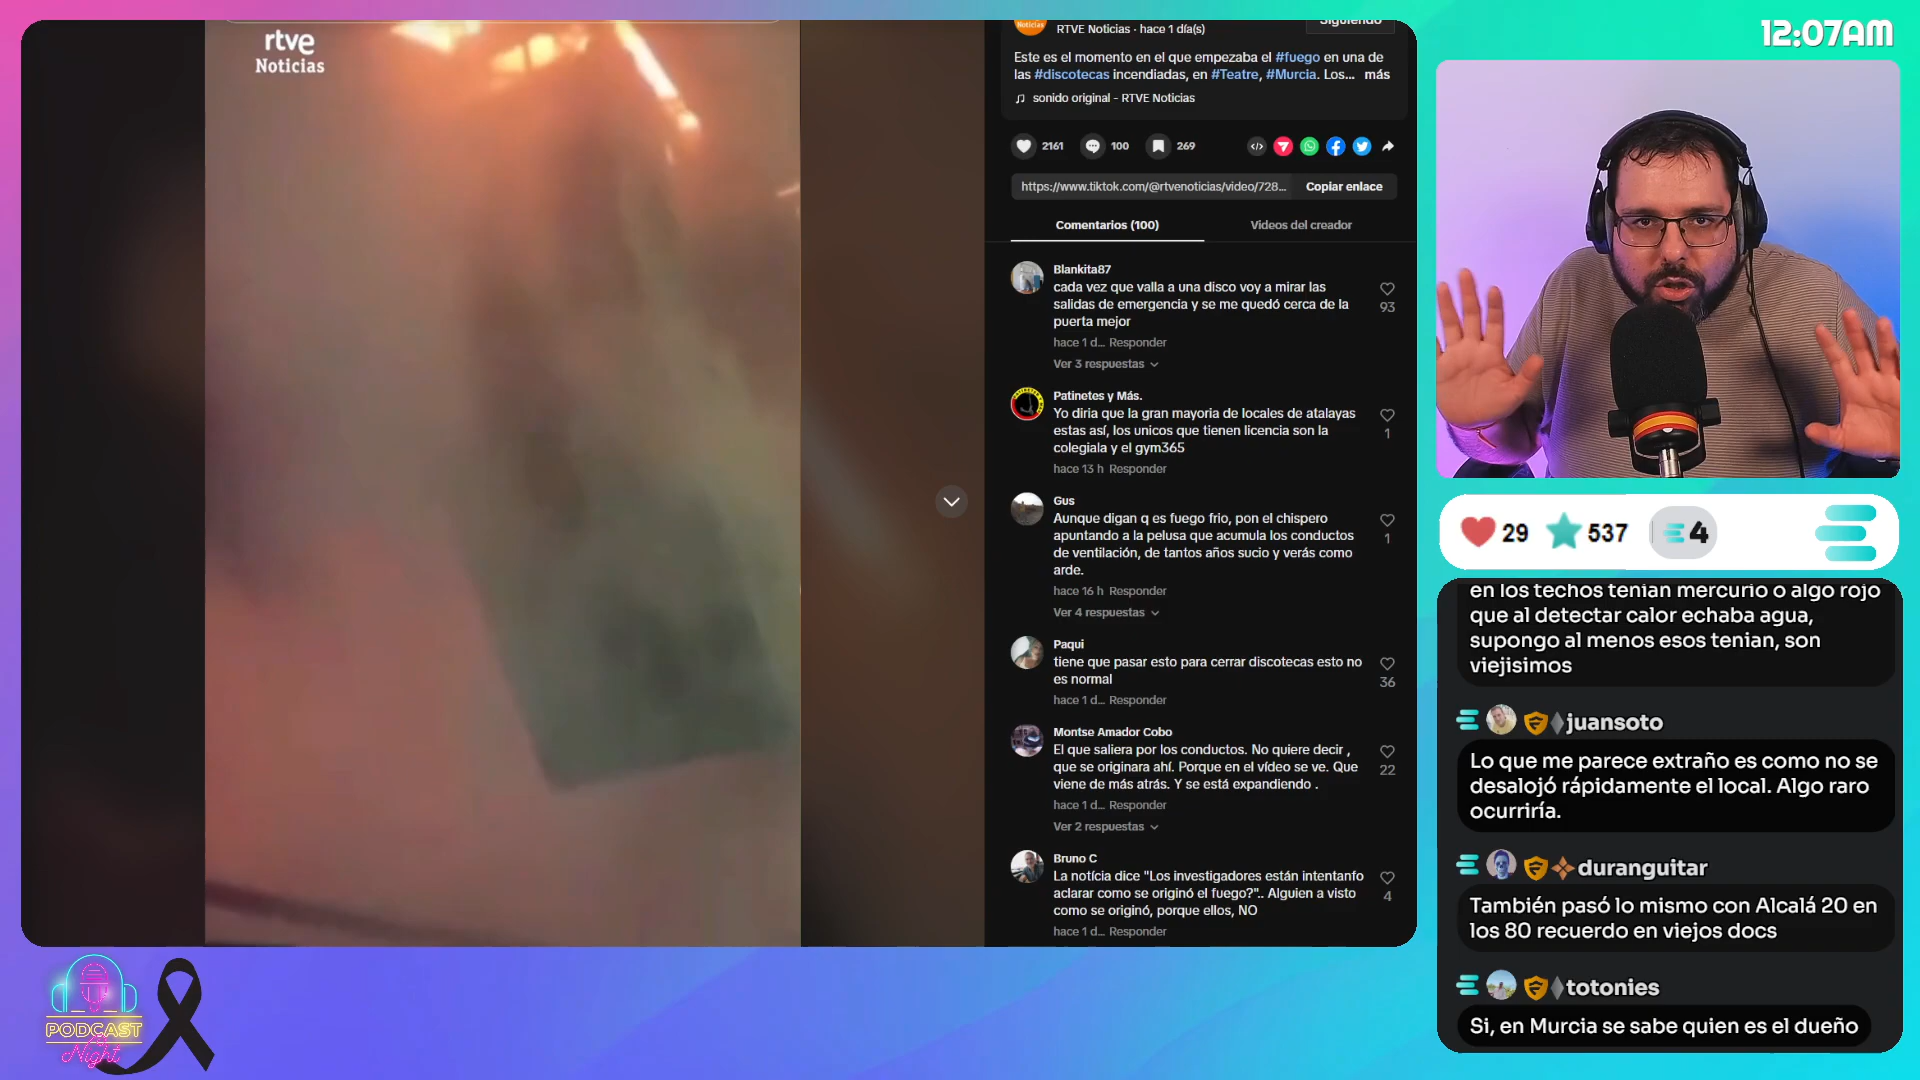 rtve
Noticias
Noticias
RTVE Noticias · hace 1 día(s)
Siguiendo
Este es el momento en el que empezaba el #fuego en una de
las #discotecas incendiadas, en #Teatre, #Murcia. Los... más
sonido original - RTVE Noticias
2161
100
269
https://www.tiktok.com/@rtvenoticias/video/728...
Copiar enlace
Comentarios (100)
Videos del creador
Blankita87
cada vez que valla a una disco voy a mirar las
salidas de emergencia y se me quedó cerca de la
puerta mejor
93
hace 1 d... Responder
Ver 3 respuestas
Patinetes y Más.
Yo diria que la gran mayoria de locales de atalayas
estas así, los unicos que tienen licencia son la
colegiala y el gym365
1
hace 13 h Responder
Gus
Aunque digan q es fuego frio, pon el chispero
apuntando a la pelusa que acumula los conductos
de ventilación, de tantos años sucio y verás como
arde.
1
hace 16 h Responder
Ver 4 respuestas
Paqui
tiene que pasar esto para cerrar discotecas esto no
es normal
36
hace 1 d... Responder
Montse Amador Cobo
El que saliera por los conductos. No quiere decir ,
que se originara ahí. Porque en el vídeo se ve. Que
viene de más atrás. Y se está expandiendo .
22
hace 1 d... Responder
Ver 2 respuestas
Bruno C
La notícia dice "Los investigadores están intentanfo
aclarar como se originó el fuego?".. Alguien a visto
como se originó, porque ellos, NO
4
hace 1 d... Responder
12:07AM
29
537
4
en los techos tenian mercurio o algo rojo
que al detectar calor echaba agua,
supongo al menos esos tenian, son
viejisimos
juansoto
Lo que me parece extraño es como no se
desalojó rápidamente el local. Algo raro
ocurriría.
duranguitar
También pasó lo mismo con Alcalá 20 en
los 80 recuerdo en viejos docs
totonies
Si, en Murcia se sabe quien es el dueño
PODCAST
Night